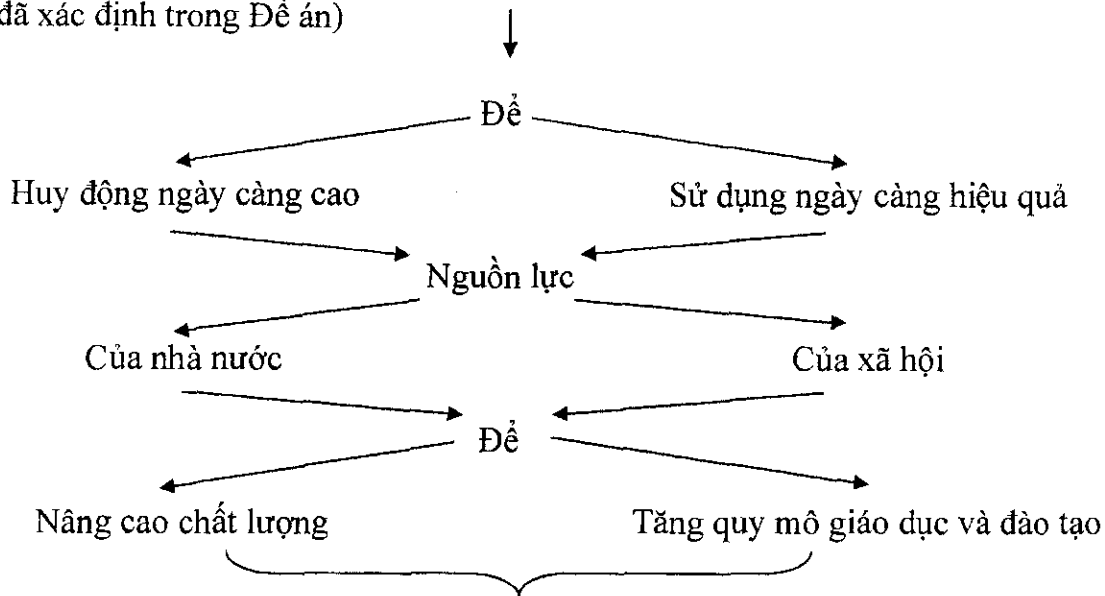 đã xác định trong Đề án)
Để
Huy động ngày càng cao Sử dụng ngày càng hiệu quả
Nguồn lực
Của nhà nước Của xã hội
Để
Nâng cao chất lượng Tăng quy mô giáo dục và đào tạo